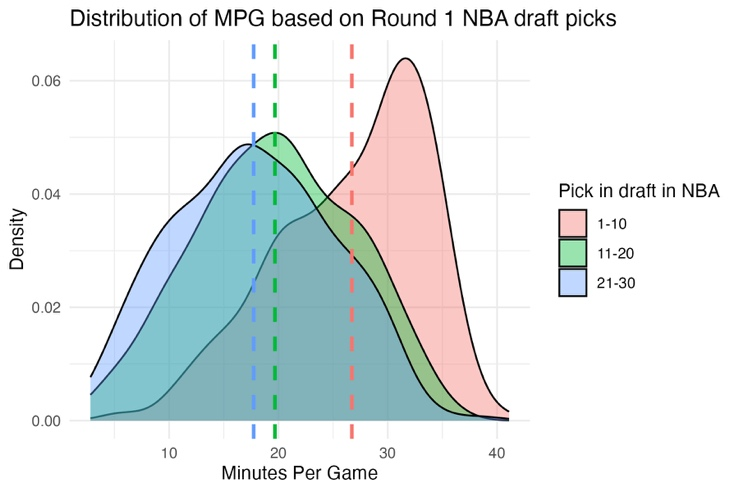 Distribution of MPG based on Round 1 NBA draft picks
0.06
0.04
0.02
0.00
Density
10 20 30 40
Minutes Per Game
Pick in draft in NBA
1-10
11-20
21-30